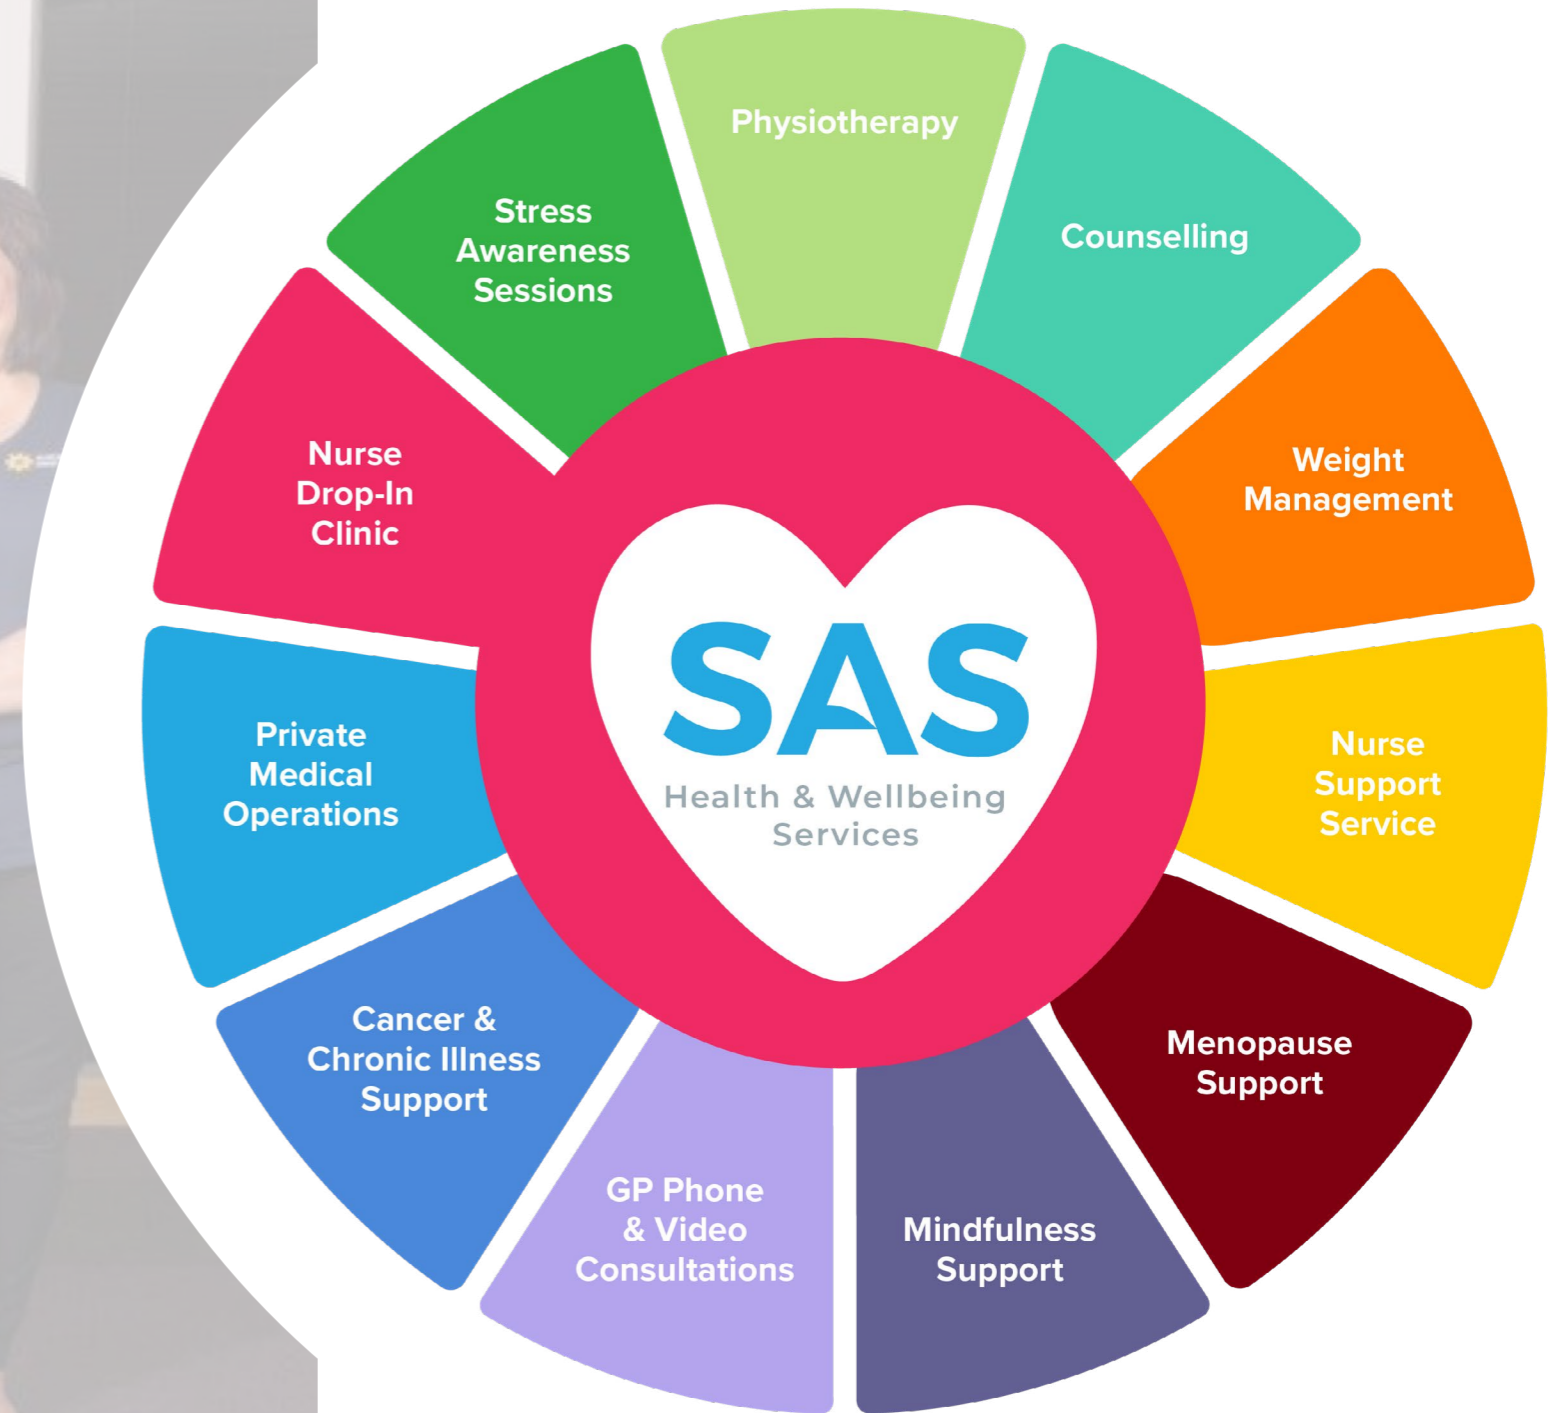 Physiotherapy
Counselling
Weight
Management
Nurse
Support
Service
Menopause
Support
Mindfulness
Support
GP Phone
& Video
Consultations
Cancer &
Chronic Illness
Support
Private
Medical
Operations
Nurse
Drop-In
Clinic
Stress
Awareness
Sessions
SAS
Health & Wellbeing
Services